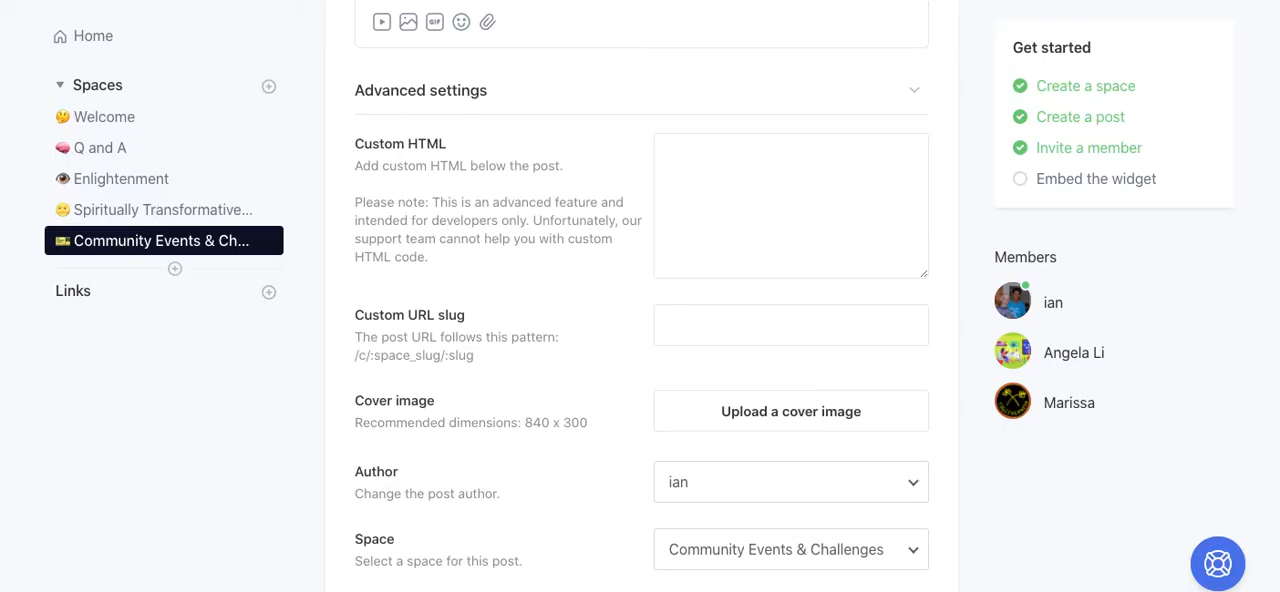 Home
Spaces
Welcome
Q and A
Enlightenment
Spiritually Transformative...
Community Events & Ch...
Links
GIF
Advanced settings
Custom HTML
Add custom HTML below the post.
Please note: This is an advanced feature and
intended for developers only. Unfortunately, our
support team cannot help you with custom
HTML code.
Custom URL slug
The post URL follows this pattern:
/c/:space_slug/:slug
Cover image
Recommended dimensions: 840 x 300
Upload a cover image
Author
Change the post author.
ian
Space
Select a space for this post.
Community Events & Challenges
Get started
Create a space
Create a post
Invite a member
Embed the widget
Members
ian
Angela Li
Marissa